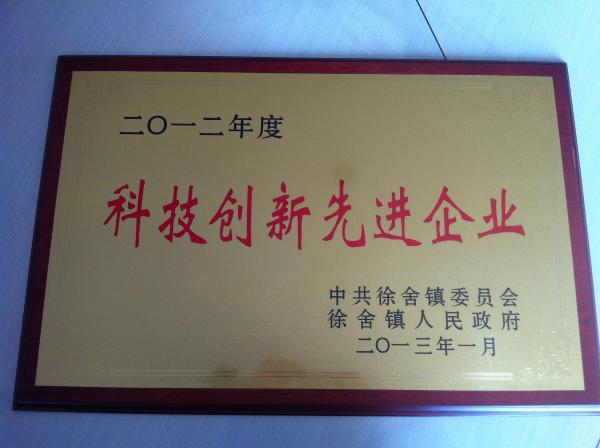 二〇一二年度
科技创新先进企业
中共徐舍镇委员会
徐舍镇人民政府
二〇一三年一月